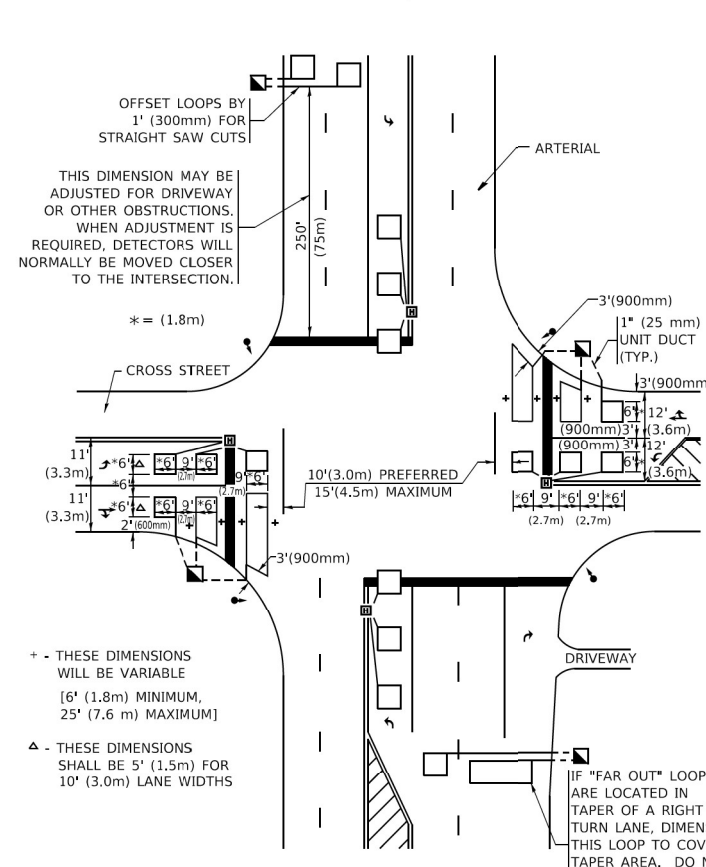 OFFSET LOOPS BY
1' (300mm) FOR
STRAIGHT SAW CUTS
ARTERIAL
THIS DIMENSION MAY BE
ADJUSTED FOR DRIVEWAY
OR OTHER OBSTRUCTIONS.
WHEN ADJUSTMENT IS
REQUIRED, DETECTORS WILL
NORMALLY BE MOVED CLOSER
TO THE INTERSECTION.
250'
(75m)
* = (1.8m)
H
3'(900mm)
1" (25 mm)
UNIT DUCT
(TYP.)
CROSS STREET
3'(900mm
6'* 12'
(900mm)3' (3.6m)
(900mm) 3' 12'
6'* (3.6m)
H
11'
(3.3m)
*6' Δ *6' 9' *6'
(2.7m)
9' *6'
(2.7m)
*6'
11'
(3.3m)
*6' Δ *6' 9' *6'
(2.7m)
2' (600mm)
10'(3.0m) PREFERRED
15'(4.5m) MAXIMUM
H
*6' 9' *6' 9' *6'
(2.7m) (2.7m)
3'(900mm)
H
+ - THESE DIMENSIONS
WILL BE VARIABLE
[6' (1.8m) MINIMUM,
25' (7.6 m) MAXIMUM]
DRIVEWAY
Δ - THESE DIMENSIONS
SHALL BE 5' (1.5m) FOR
10' (3.0m) LANE WIDTHS
IF "FAR OUT" LOOP
ARE LOCATED IN
TAPER OF A RIGHT
TURN LANE, DIMEN
THIS LOOP TO COV
TAPER AREA. DO N